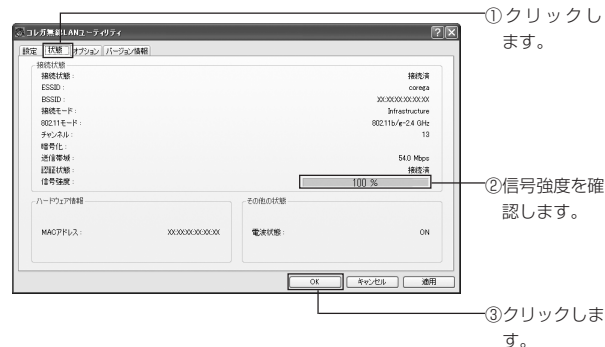 コレガ無線LANユーティリティ
設定 状態 オプション バージョン情報
接続状態
接続状態： 接続済
ESSID： corega
BSSID： XX:XX:XX:XX:XX:XX
接続モード： Infrastructure
802.11モード： 802.11b/g-2.4 GHz
チャンネル： 13
暗号化：
送信帯域： 54.0 Mbps
認証状態： 接続済
信号強度： 100 %
ハードウェア情報
MACアドレス： XX:XX:XX:XX:XX:XX
その他の状態
電波状態： ON
OK キャンセル 適用
①クリックし
ます。
②信号強度を確
認します。
③クリックしま
す。